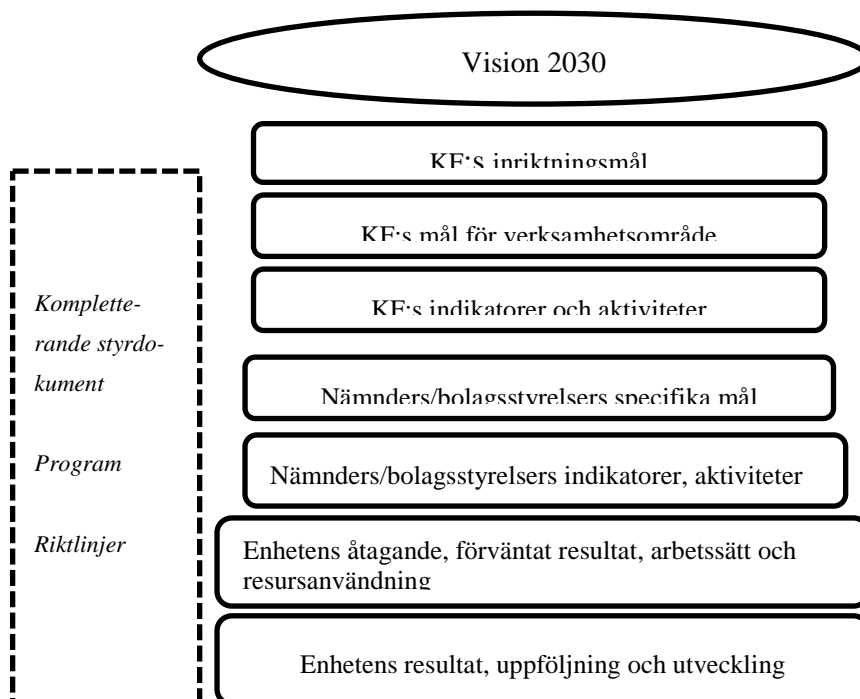 Vision 2030
KF:s inriktningsmål
KF:s mål för verksamhetsområde
KF:s indikatorer och aktiviteter
Nämnders/bolagsstyrelsers specifika mål
Nämnders/bolagsstyrelsers indikatorer, aktiviteter
Enhetens åtagande, förväntat resultat, arbetssätt och
resursanvändning
Enhetens resultat, uppföljning och utveckling
Komplette-
rande styrdo-
kument
Program
Riktlinjer